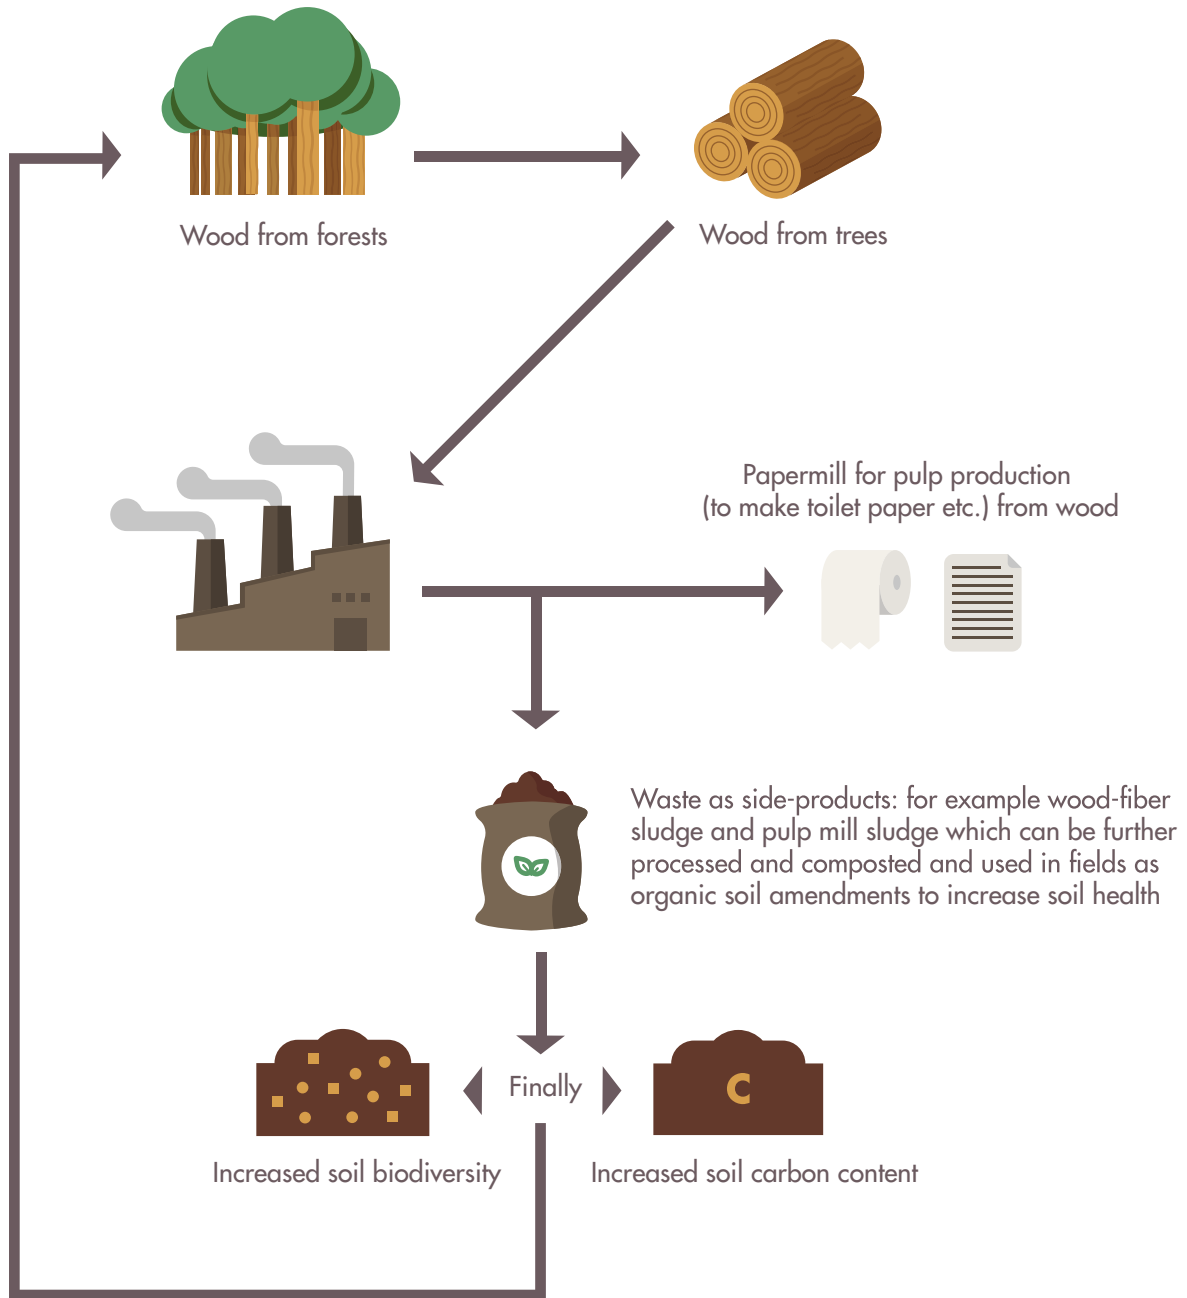 Wood from forests
Wood from trees
Papermill for pulp production
(to make toilet paper etc.) from wood
Waste as side-products: for example wood-fiber
sludge and pulp mill sludge which can be further
processed and composted and used in fields as
organic soil amendments to increase soil health
Finally
C
Increased soil biodiversity
Increased soil carbon content